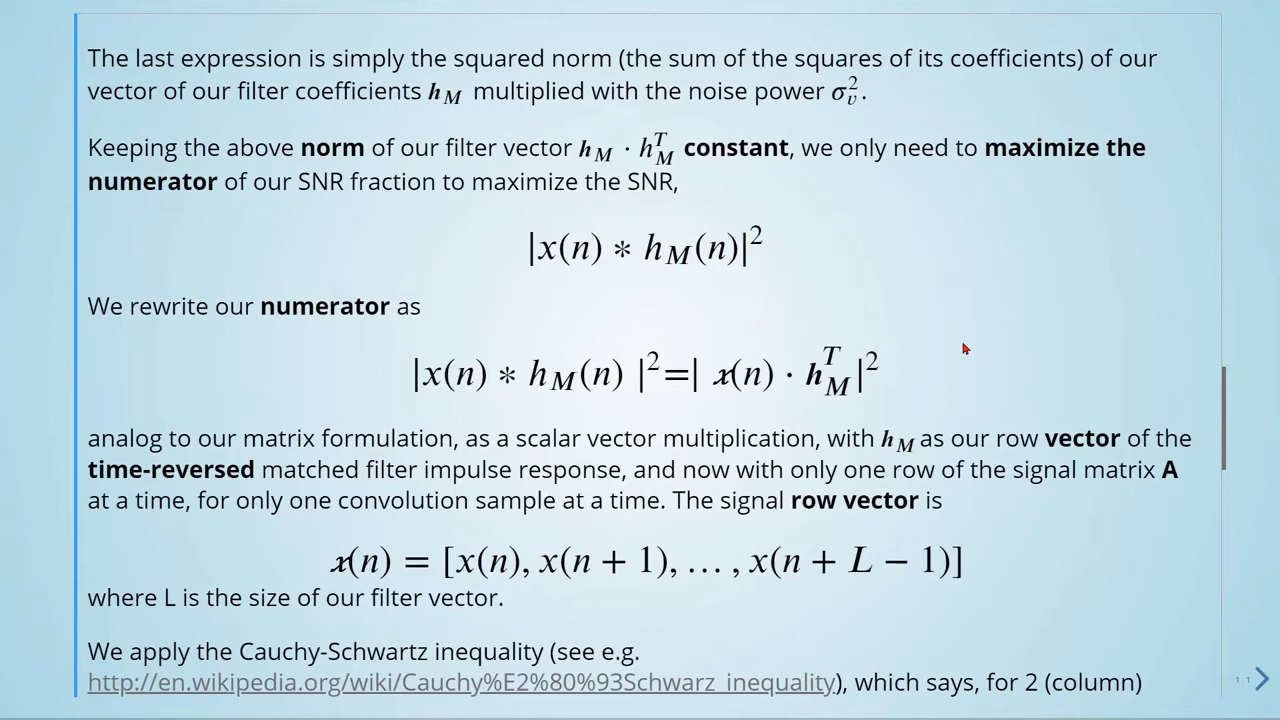 The last expression is simply the squared norm (the sum of the squares of its coefficients) of our
vector of our filter coefficients 𝒉_M multiplied with the noise power σ_v^2.
Keeping the above norm of our filter vector 𝒉_M · h_M^T constant, we only need to maximize the
numerator of our SNR fraction to maximize the SNR,
|x(n) ∗ h_M(n)|^2
We rewrite our numerator as
|x(n) ∗ h_M(n) |^2=| 𝔁(n) · 𝒉_M^T|^2
analog to our matrix formulation, as a scalar vector multiplication, with 𝒉_M as our row vector of the
time-reversed matched filter impulse response, and now with only one row of the signal matrix A
at a time, for only one convolution sample at a time. The signal row vector is
𝔁(n) = [x(n), x(n + 1), … , x(n + L − 1)]
where L is the size of our filter vector.
We apply the Cauchy-Schwartz inequality (see e.g.
http://en.wikipedia.org/wiki/Cauchy%E2%80%93Schwarz_inequality), which says, for 2 (column)
1/1